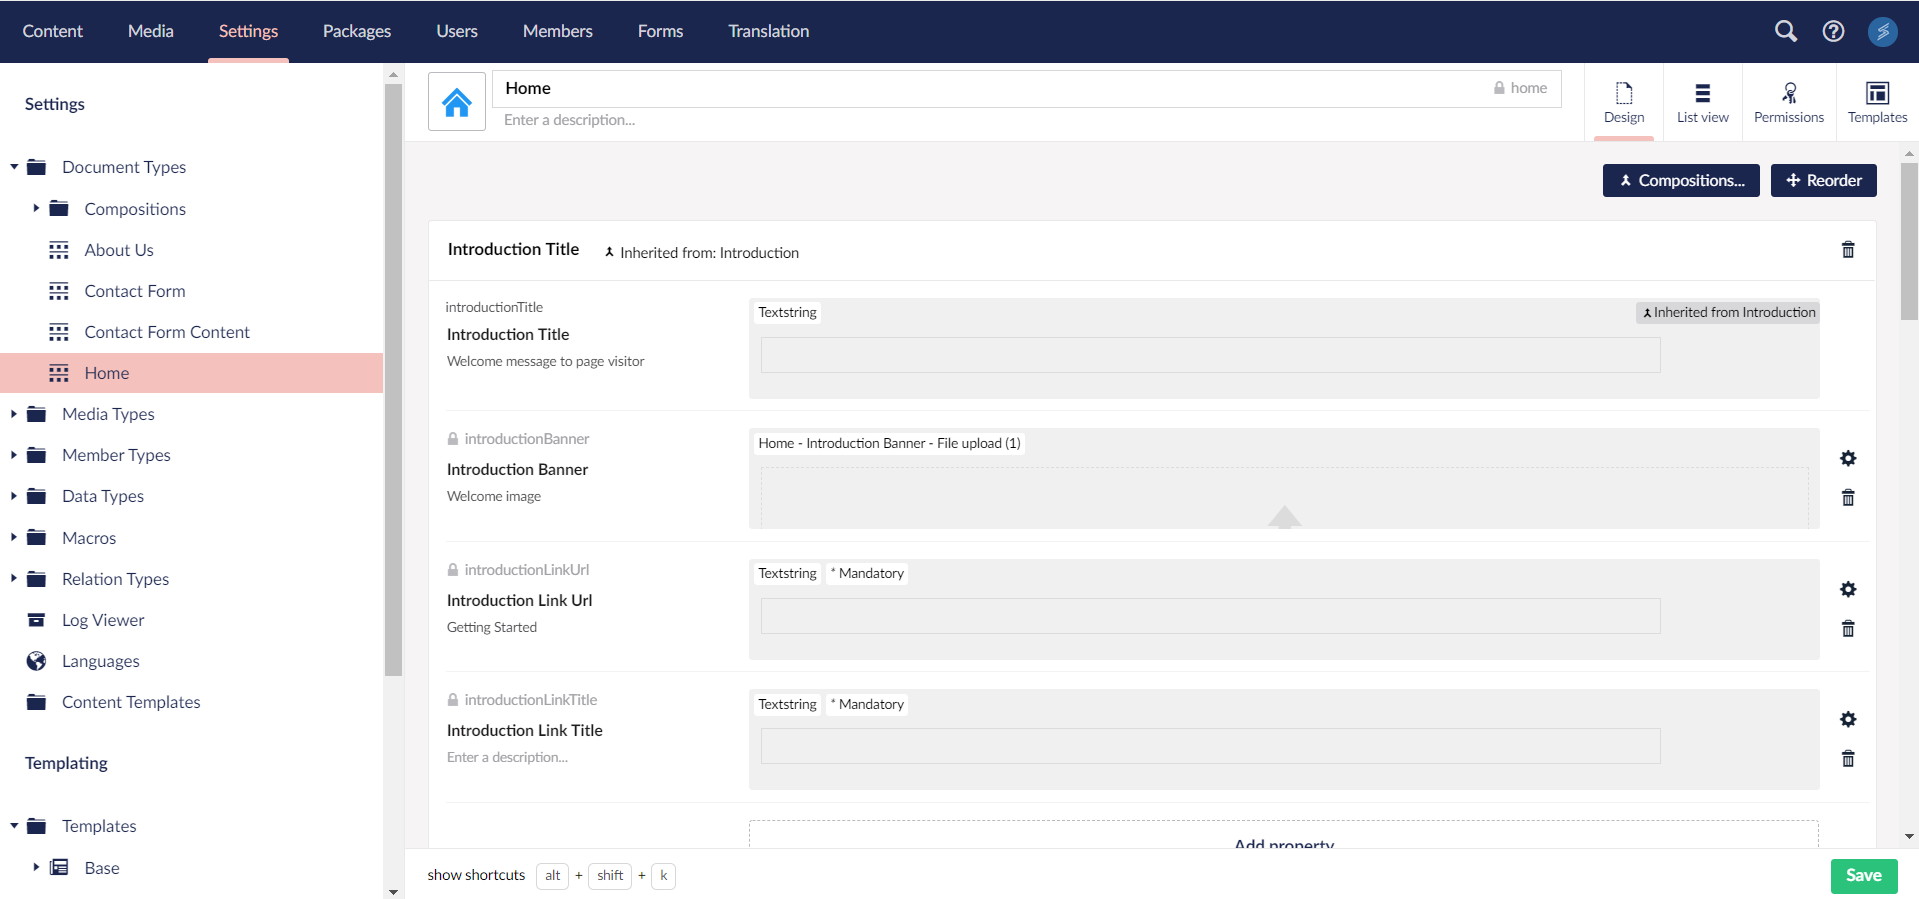 Content Media Settings Packages Users Members Forms Translation
Settings
Document Types
Compositions
About Us
Contact Form
Contact Form Content
Home
Media Types
Member Types
Data Types
Macros
Relation Types
Log Viewer
Languages
Content Templates
Templating
Templates
Base
Home
home
Enter a description...
Design
List view
Permissions
Templates
Compositions...
Reorder
Introduction Title
Inherited from: Introduction
introductionTitle
Introduction Title
Welcome message to page visitor
Textstring
Inherited from Introduction
introductionBanner
Introduction Banner
Welcome image
Home - Introduction Banner - File upload (1)
introductionLinkUrl
Introduction Link Url
Getting Started
Textstring * Mandatory
introductionLinkTitle
Introduction Link Title
Enter a description...
Textstring * Mandatory
Add property
show shortcuts alt + shift + k
Save